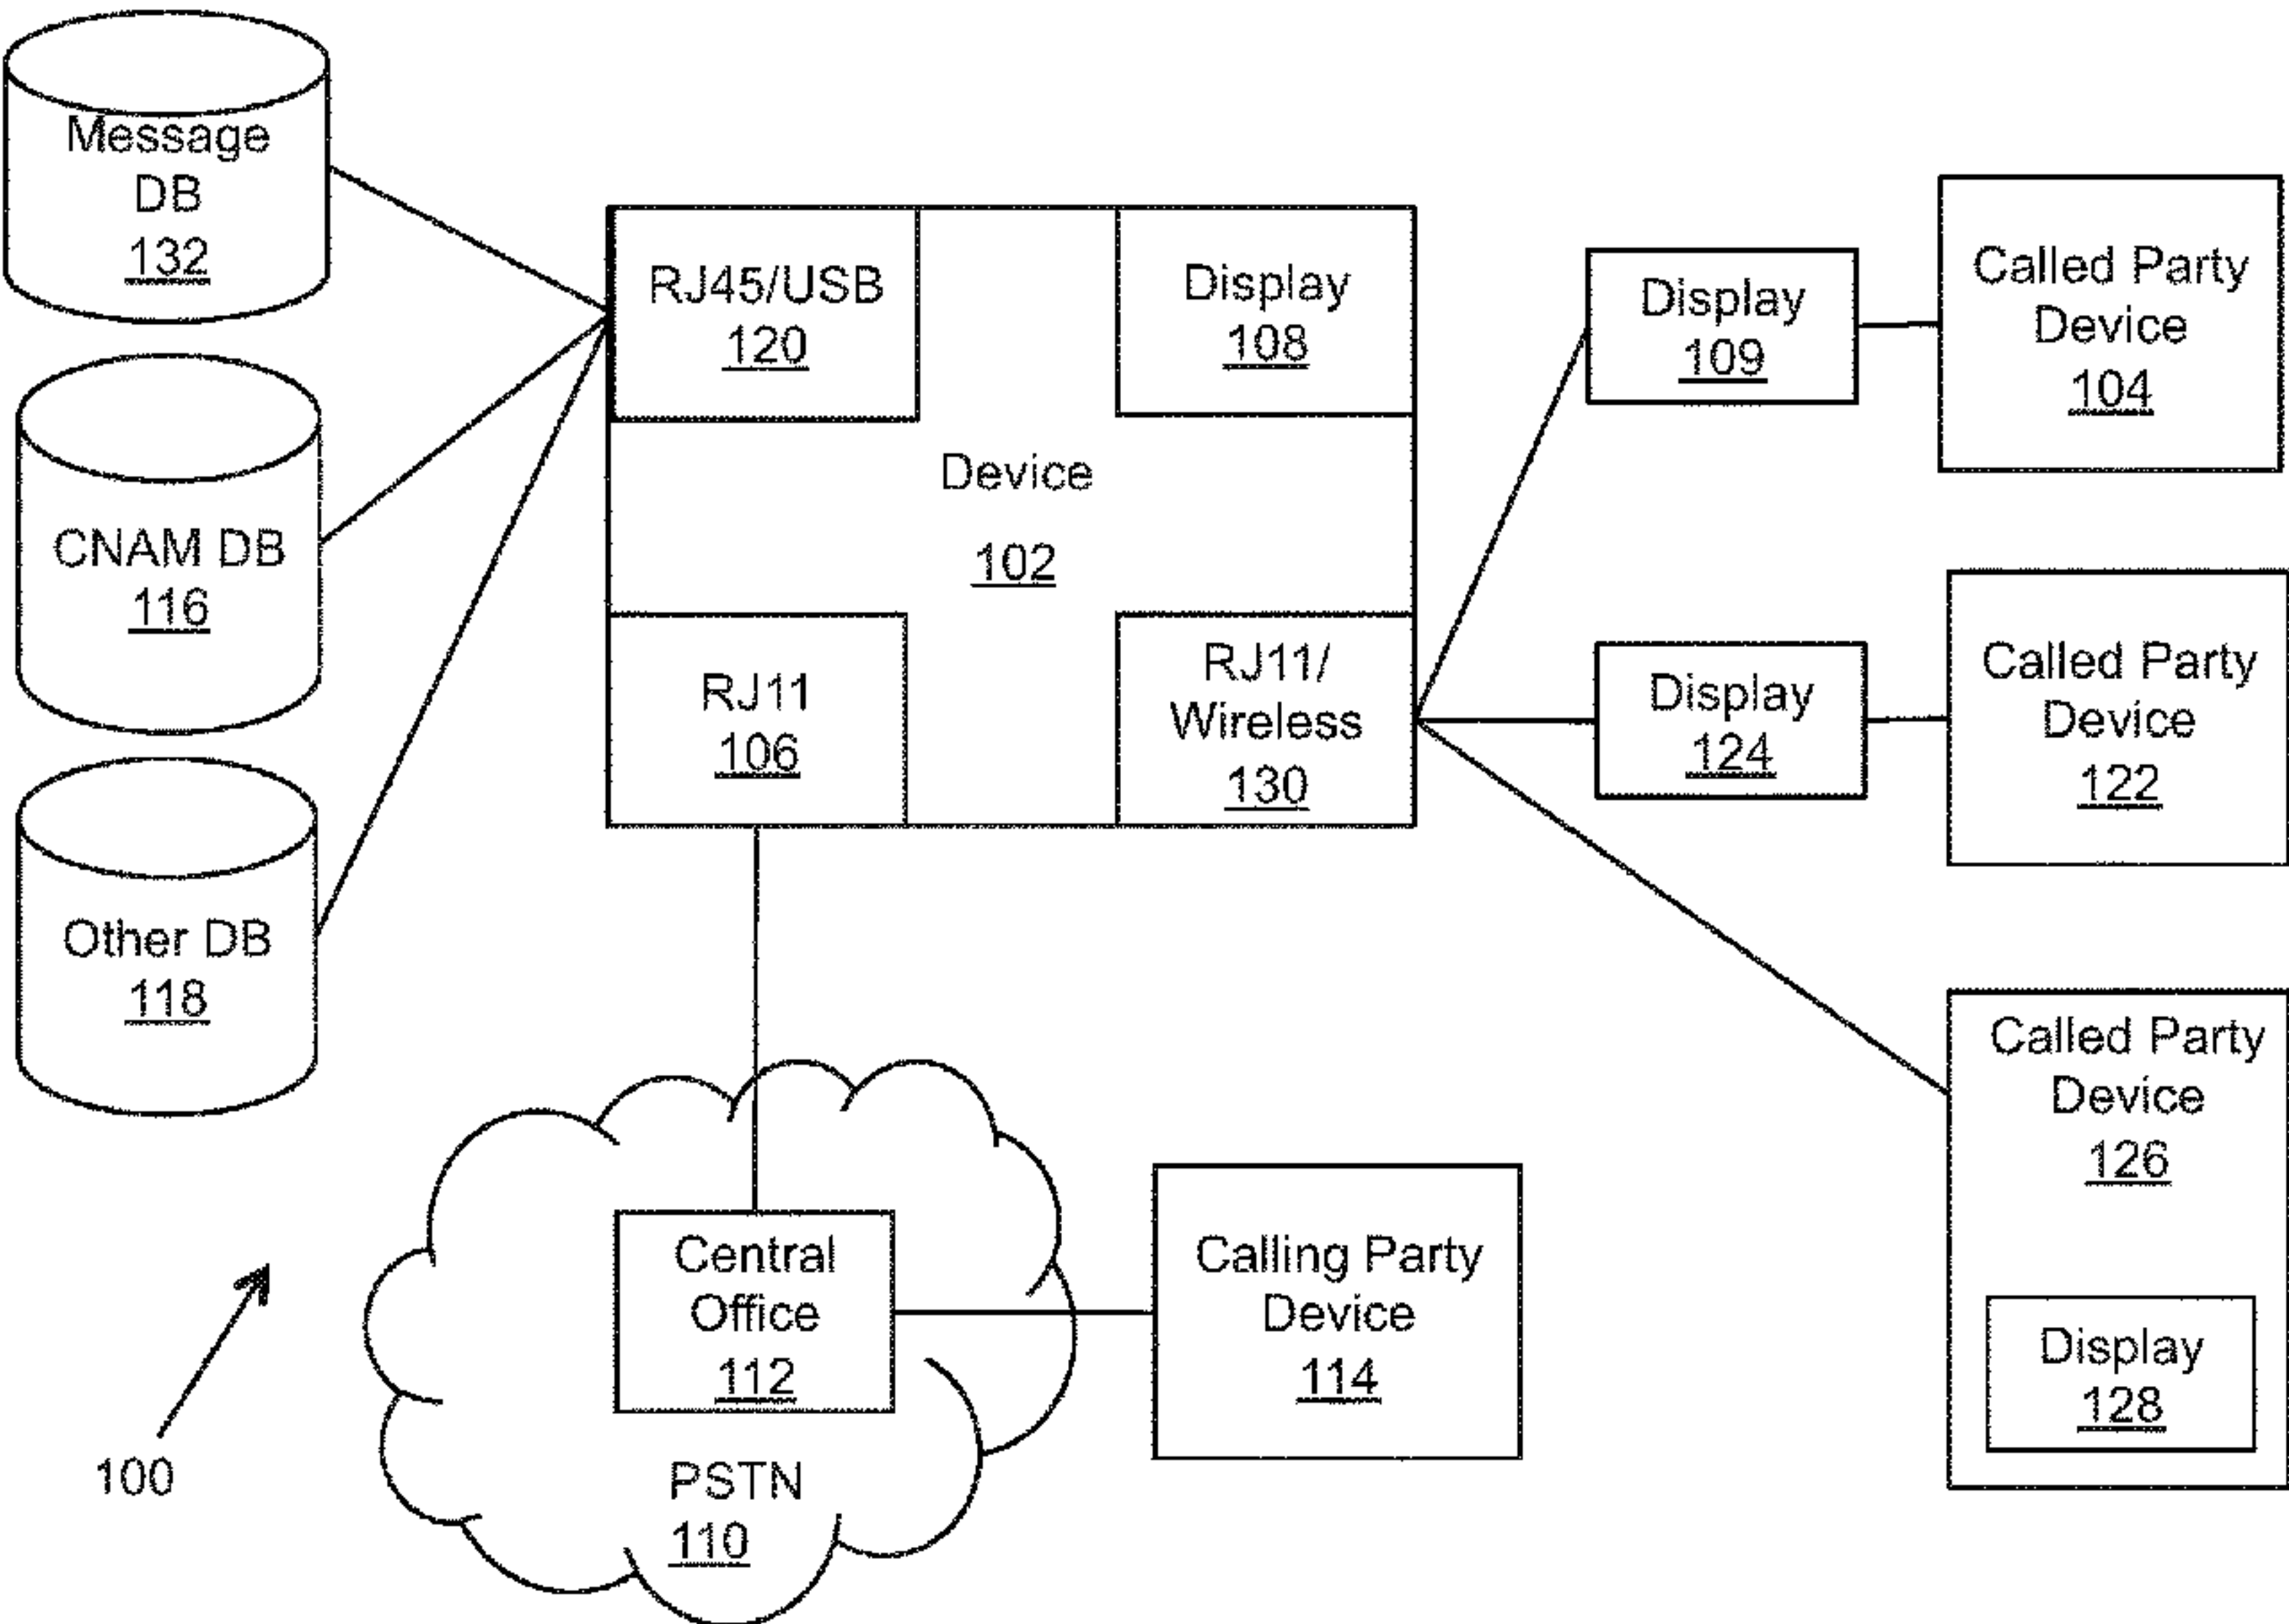 Message
DB
132
CNAM DB
116
Other DB
118
RJ45/USB
120
Display
108
Device
102
RJ11
106
RJ11/
Wireless
130
Display
109
Called Party
Device
104
Display
124
Called Party
Device
122
Called Party
Device
126
Display
128
Central
Office
112
PSTN
110
Calling Party
Device
114
100